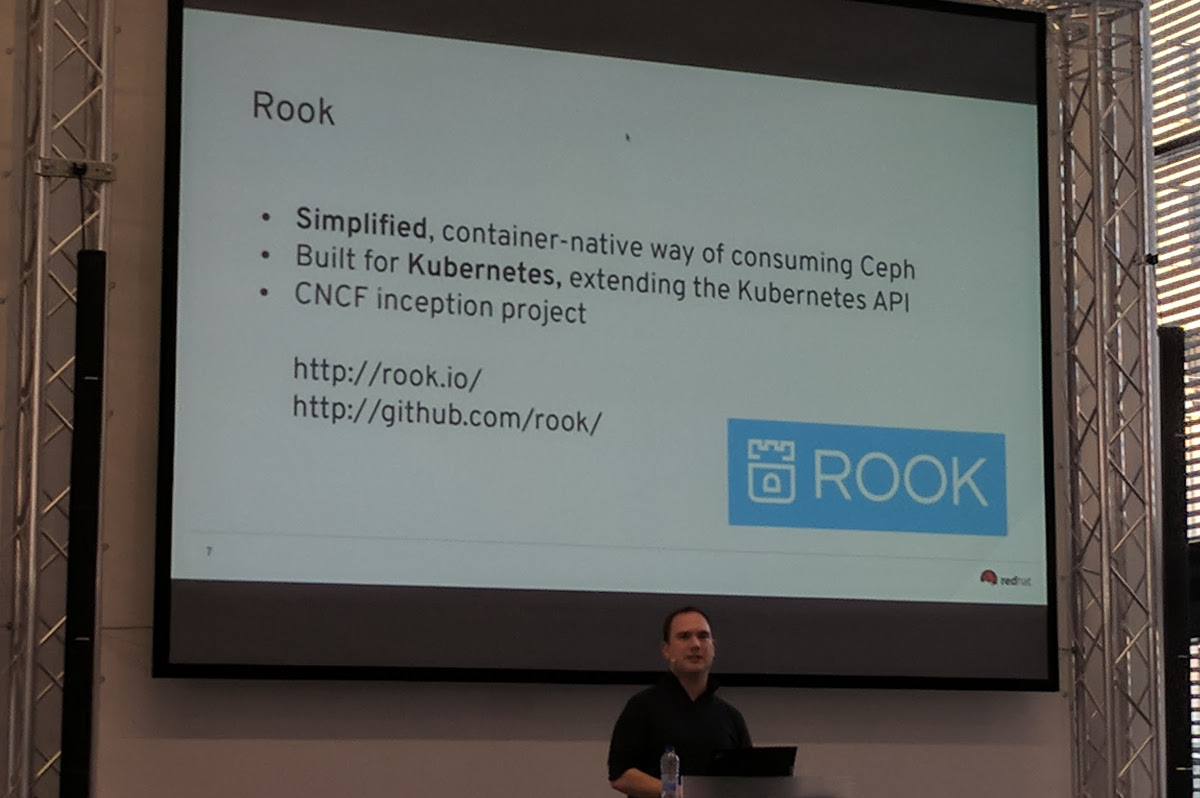 Rook
• Simplified, container-native way of consuming Ceph
• Built for Kubernetes, extending the Kubernetes API
• CNCF inception project
http://rook.io/
http://github.com/rook/
ROOK
7
redhat